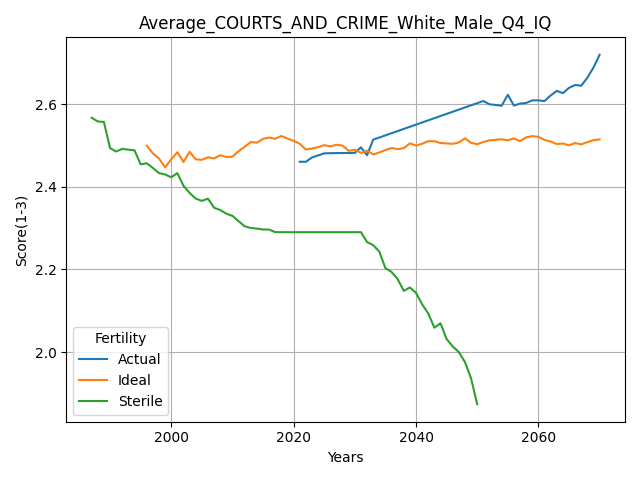 Average_COURTS_AND_CRIME_White_Male_Q4_IQ
Score(1-3)
2.6
2.4
2.2
2.0
Fertility
Actual
Ideal
Sterile
2000
2020
2040
2060
Years